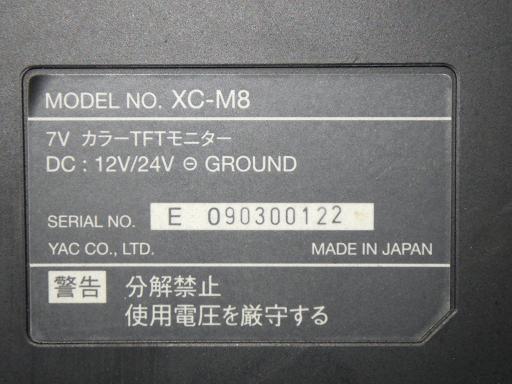 MODEL NO. XC-M8
7V カラーTFTモニター
DC : 12V/24V ⊖ GROUND
SERIAL NO. E 090300122
YAC CO., LTD. MADE IN JAPAN
警告 分解禁止
使用電圧を厳守する